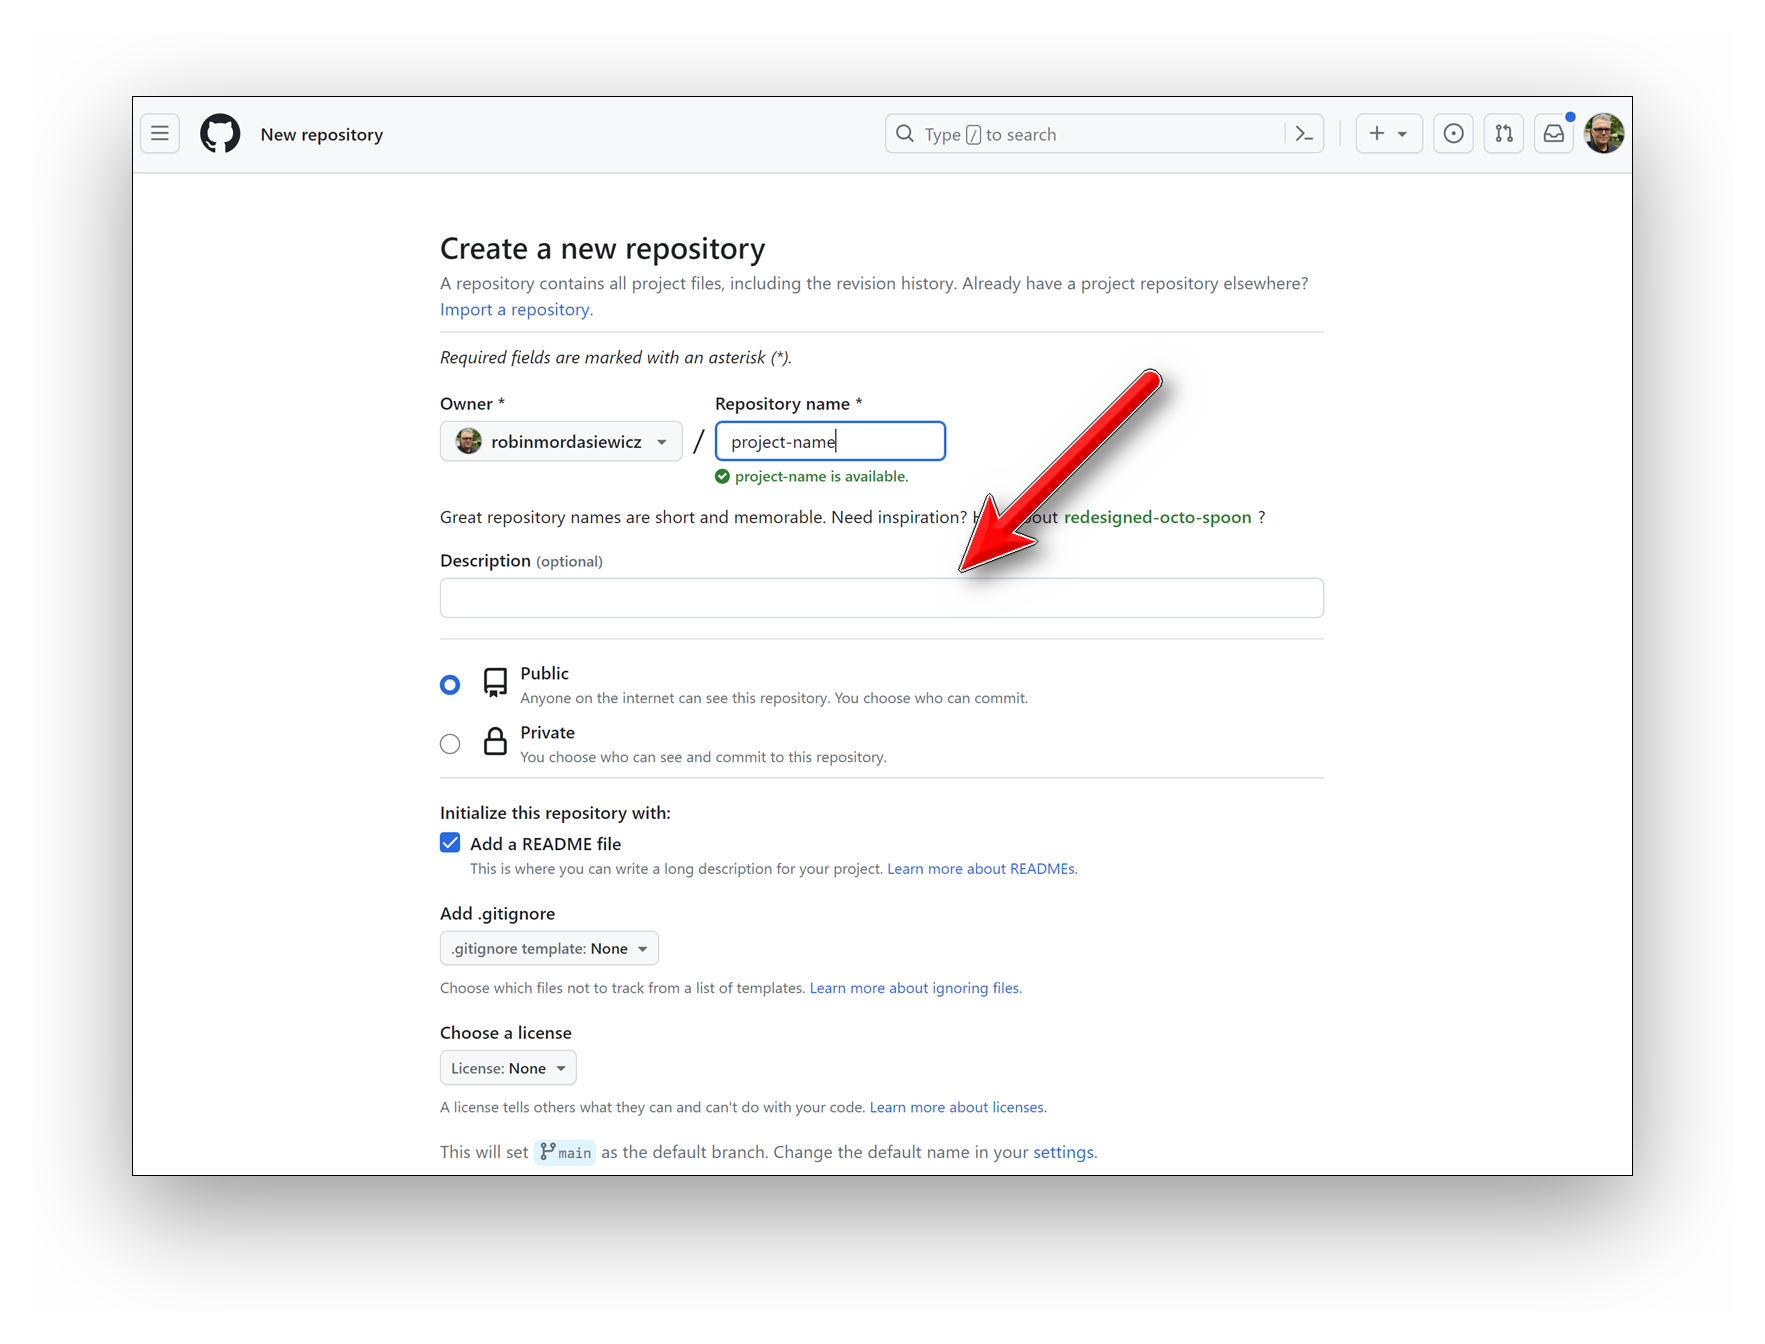 New repository
Type / to search
Create a new repository
A repository contains all project files, including the revision history. Already have a project repository elsewhere?
Import a repository.
Required fields are marked with an asterisk (*).
Owner * Repository name *
robinmordasiewicz / project-name
project-name is available.
Great repository names are short and memorable. Need inspiration? redesigned-octo-spoon ?
Description (optional)
Public
Anyone on the internet can see this repository. You choose who can commit.
Private
You choose who can see and commit to this repository.
Initialize this repository with:
Add a README file
This is where you can write a long description for your project. Learn more about READMEs.
Add .gitignore
.gitignore template: None
Choose which files not to track from a list of templates. Learn more about ignoring files.
Choose a license
License: None
A license tells others what they can and can't do with your code. Learn more about licenses.
This will set main as the default branch. Change the default name in your settings.